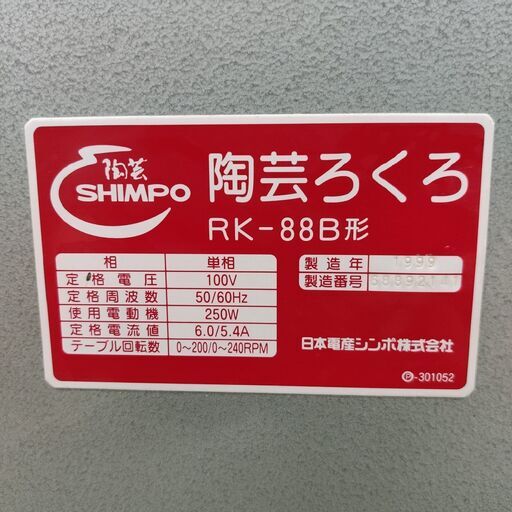 陶芸
SHIMPO
陶芸ろくろ
RK-88B形
相 単相
定格電圧 100V
定格周波数 50/60Hz
使用電動機 250W
定格電流値 6.0/5.4A
テーブル回転数 0~200/0~240RPM
製造年 1999
製造番号
日本電産シンポ株式会社
Ⓟ-301052